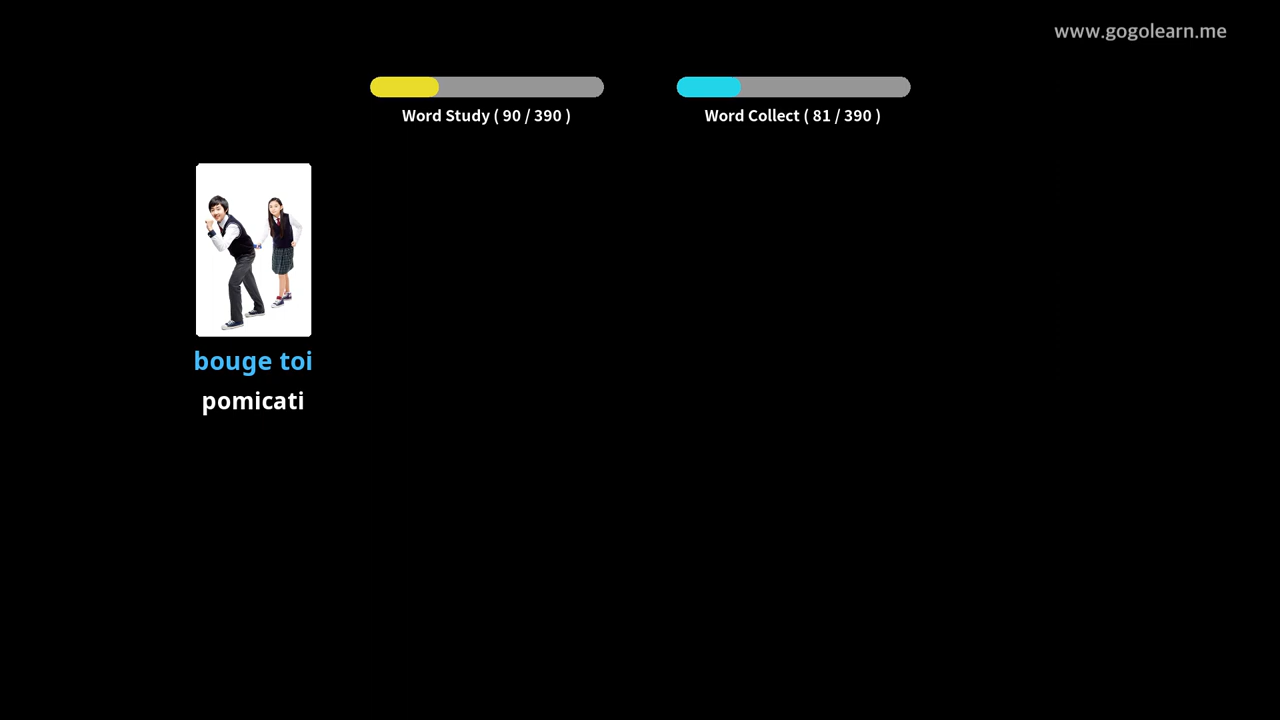 www.gogolearn.me
Word Study ( 90 / 390 )
Word Collect ( 81 / 390 )
bouge toi
pomicati